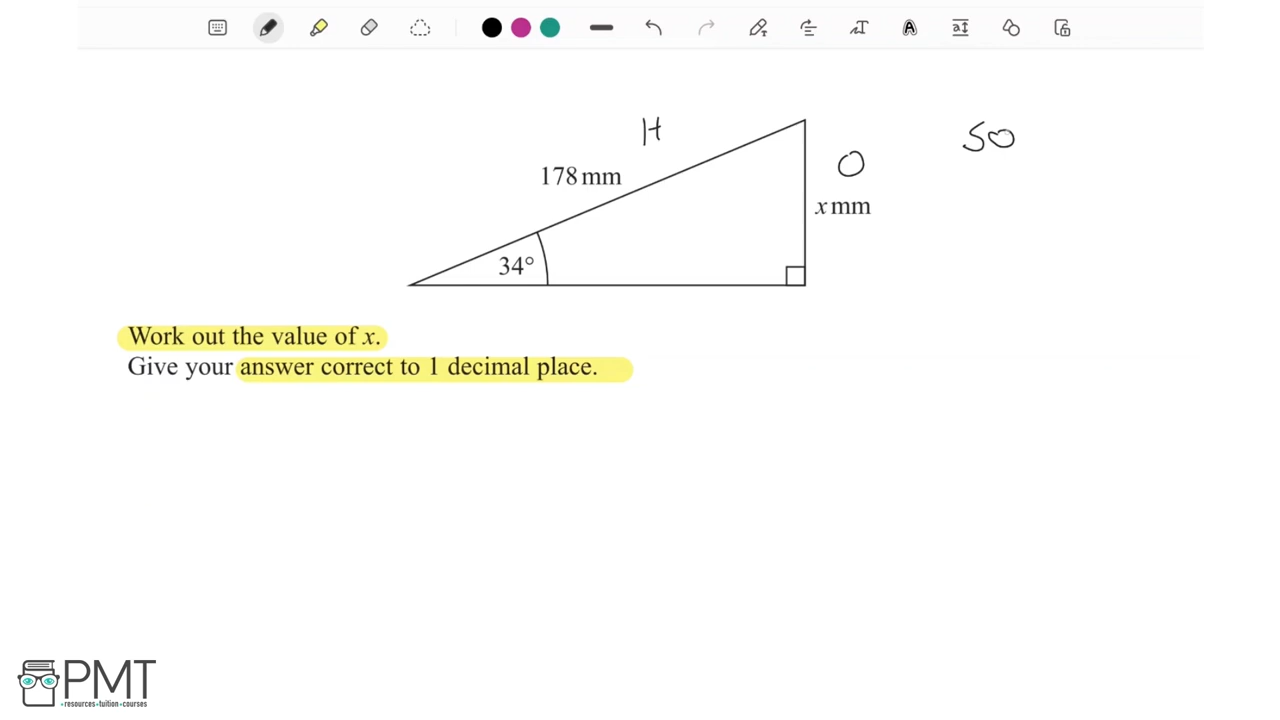 H
SO
178 mm
O
x mm
34°
Work out the value of x.
Give your answer correct to 1 decimal place.
PMT
•resources•tuition•courses